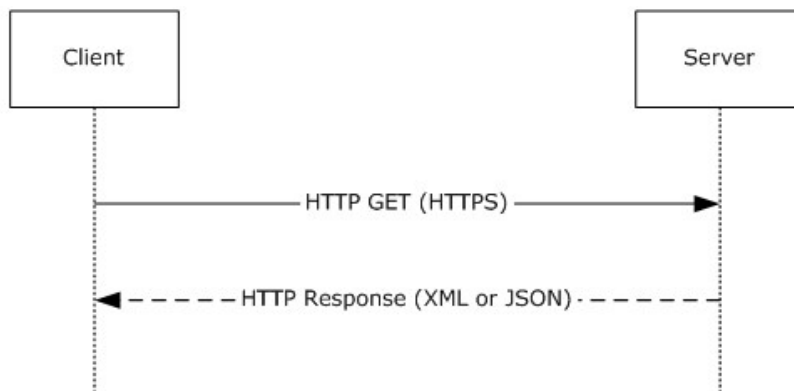 Client
Server
HTTP GET (HTTPS)
HTTP Response (XML or JSON)